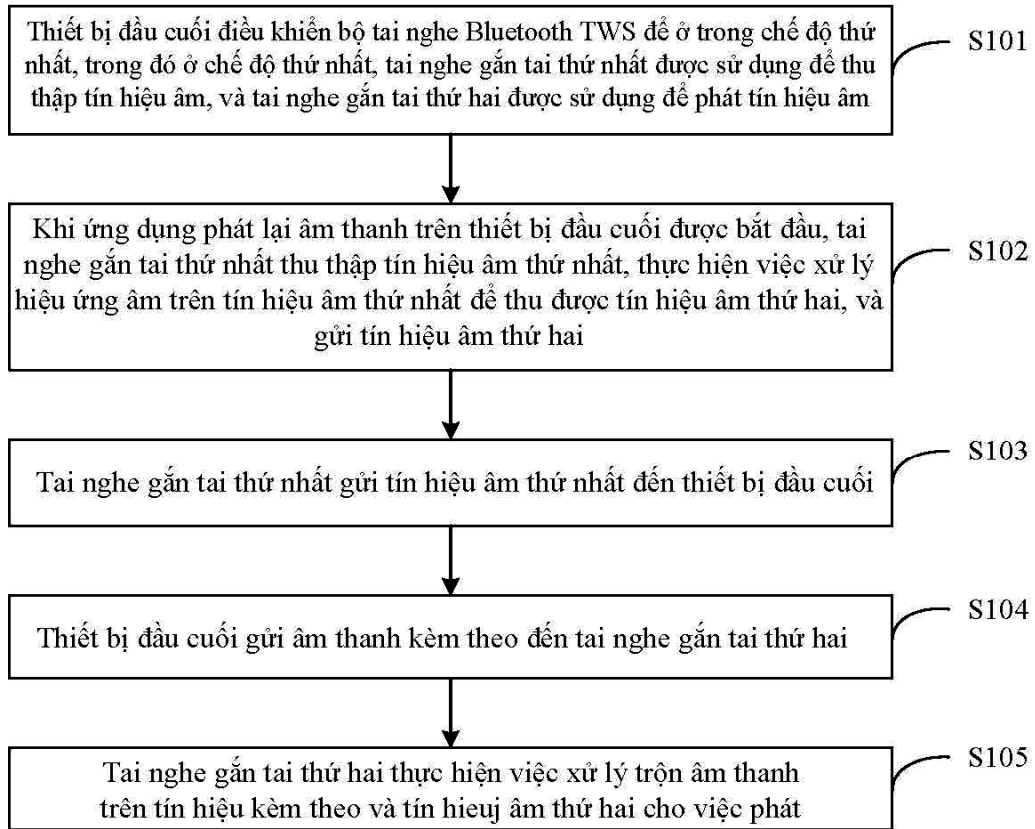 Thiết bị đầu cuối điều khiển bộ tai nghe Bluetooth TWS để ở trong chế độ thứ
nhất, trong đó ở chế độ thứ nhất, tai nghe gắn tai thứ nhất được sử dụng để thu
thập tín hiệu âm, và tai nghe gắn tai thứ hai được sử dụng để phát tín hiệu âm
S101
Khi ứng dụng phát lại âm thanh trên thiết bị đầu cuối được bắt đầu, tai
nghe gắn tai thứ nhất thu thập tín hiệu âm thứ nhất, thực hiện việc xử lý
hiệu ứng âm trên tín hiệu âm thứ nhất để thu được tín hiệu âm thứ hai, và
gửi tín hiệu âm thứ hai
S102
Tai nghe gắn tai thứ nhất gửi tín hiệu âm thứ nhất đến thiết bị đầu cuối
S103
Thiết bị đầu cuối gửi âm thanh kèm theo đến tai nghe gắn tai thứ hai
S104
Tai nghe gắn tai thứ hai thực hiện việc xử lý trộn âm thanh
trên tín hiệu kèm theo và tín hieuj âm thứ hai cho việc phát
S105